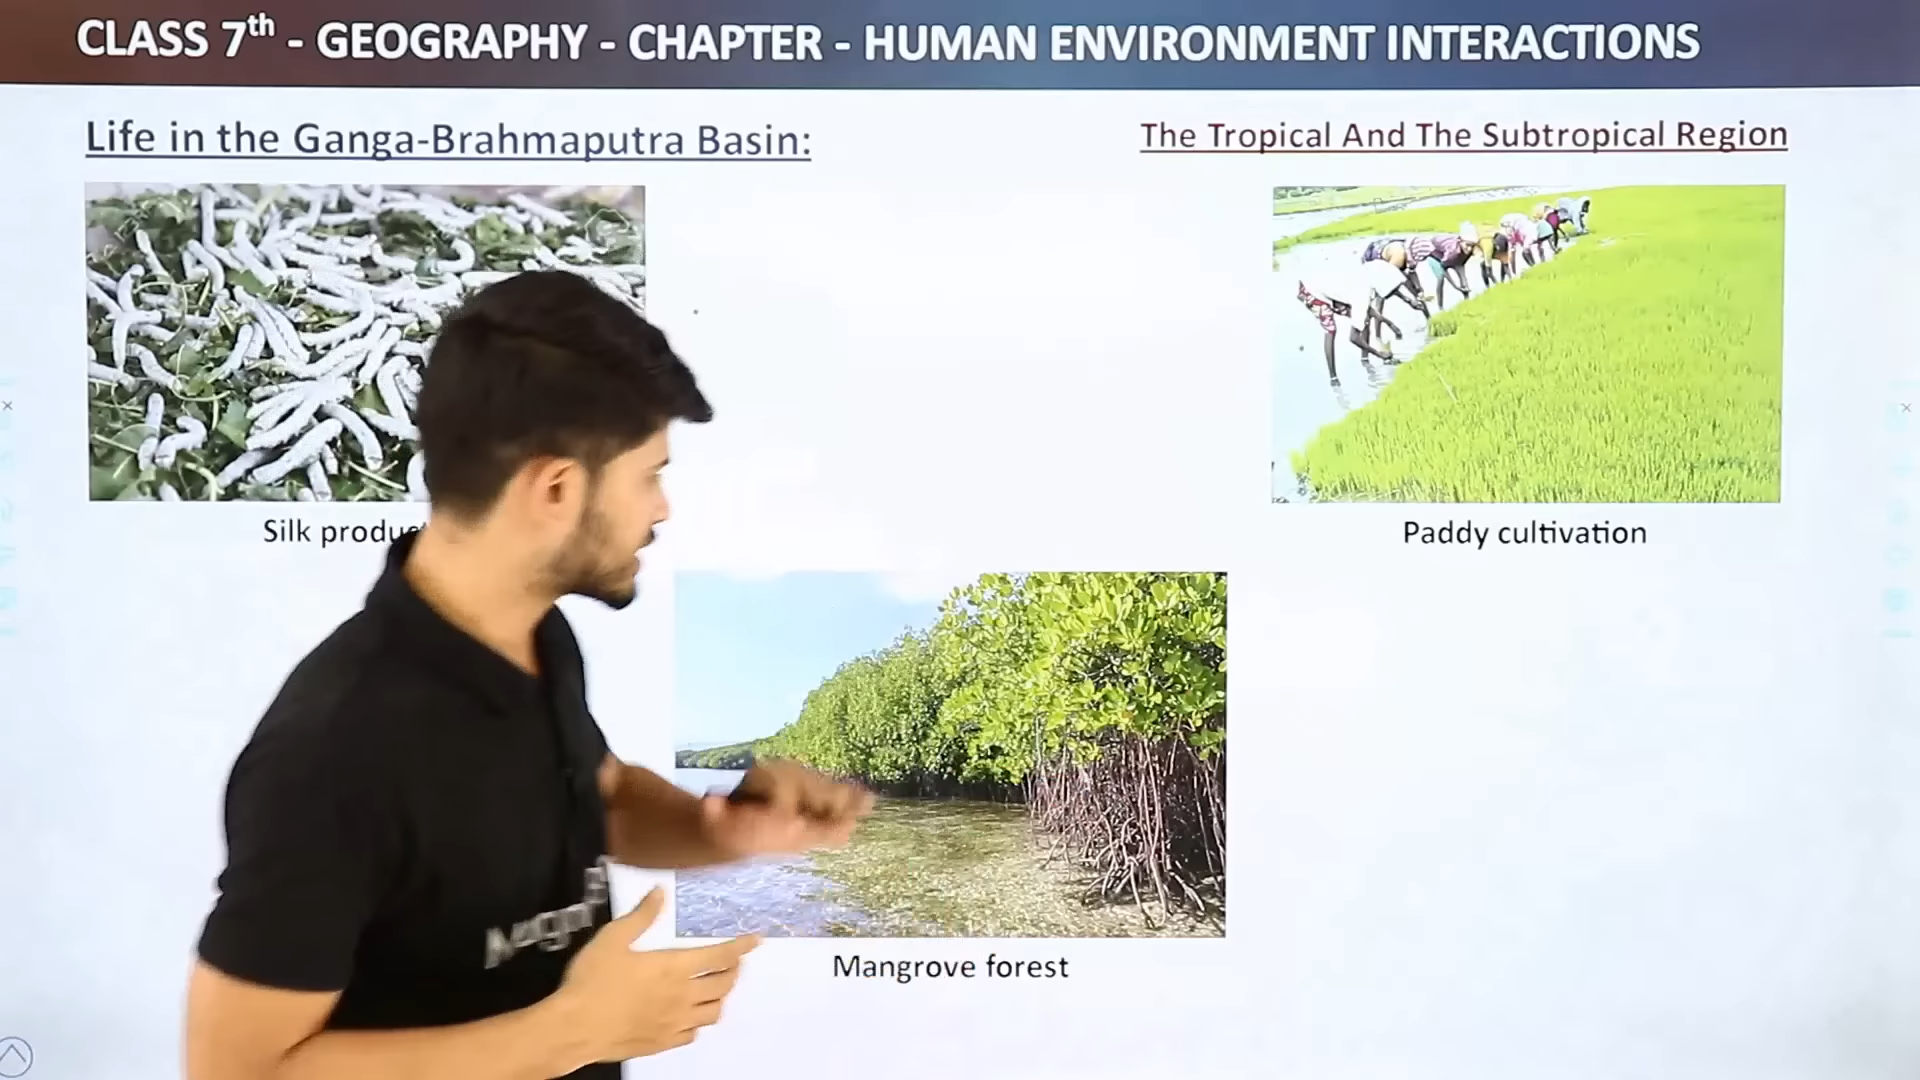 CLASS 7th - GEOGRAPHY - CHAPTER - HUMAN ENVIRONMENT INTERACTIONS
Life in the Ganga-Brahmaputra Basin:
The Tropical And The Subtropical Region
Silk
Paddy cultivation
Mangrove forest